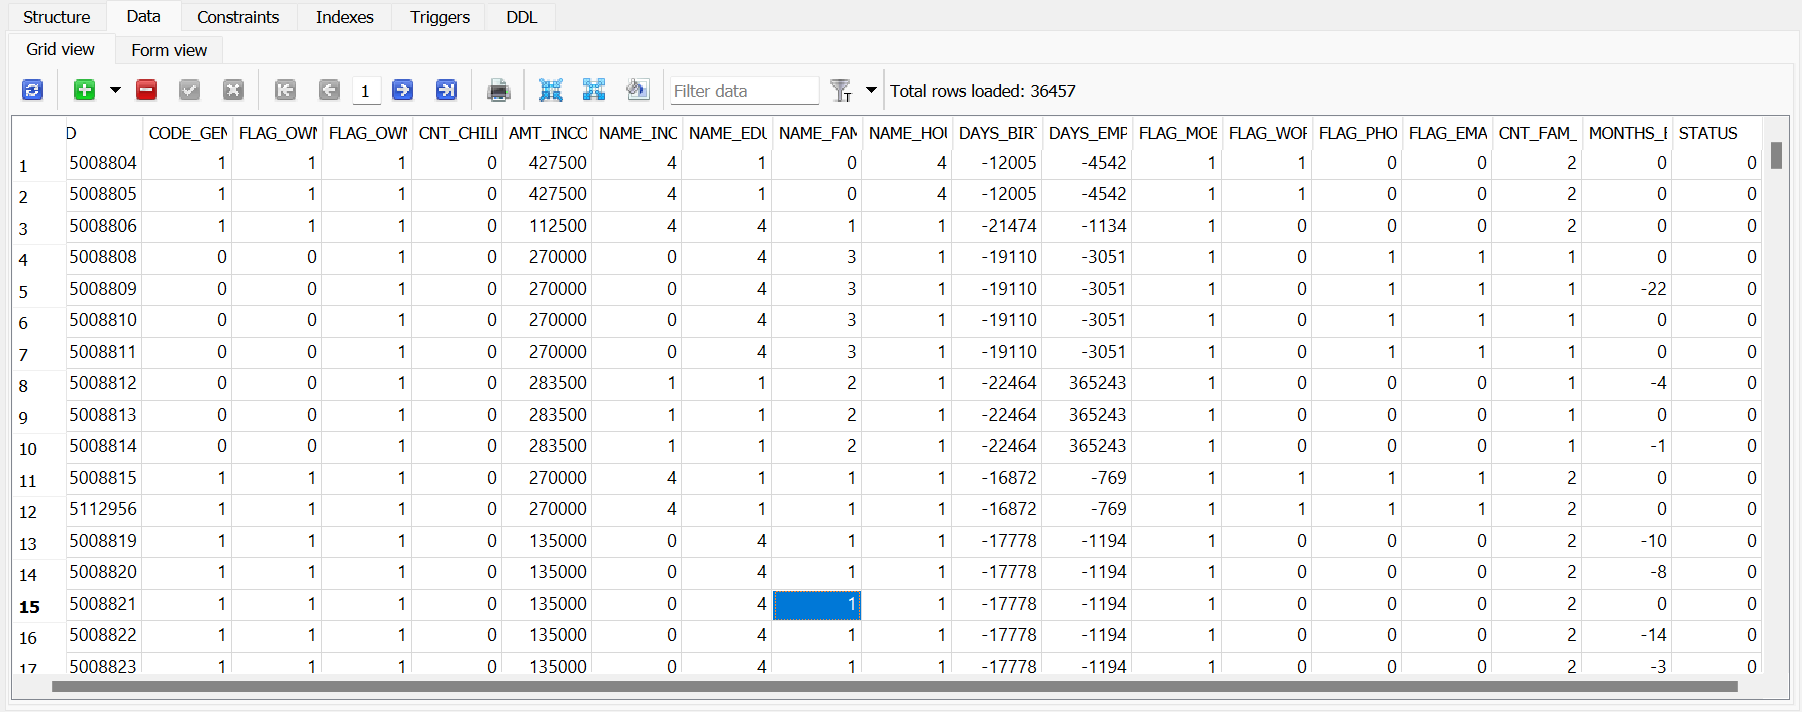 Structure Data Constraints Indexes Triggers DDL
Grid view Form view
1 Filter data T Total rows loaded: 36457
D CODE_GEN FLAG_OWN FLAG_OWN CNT_CHILI AMT_INCO NAME_INC NAME_EDU NAME_FAM NAME_HOU DAYS_BIRT DAYS_EMP FLAG_MOB FLAG_WOR FLAG_PHO FLAG_EMA CNT_FAM_ MONTHS_E STATUS
1 5008804 1 1 1 0 427500 4 1 0 4 -12005 -4542 1 1 0 0 2 0 0
2 5008805 1 1 1 0 427500 4 1 0 4 -12005 -4542 1 1 0 0 2 0 0
3 5008806 1 1 1 0 112500 4 4 1 1 -21474 -1134 1 0 0 0 2 0 0
4 5008808 0 0 1 0 270000 0 4 3 1 -19110 -3051 1 0 1 1 1 0 0
5 5008809 0 0 1 0 270000 0 4 3 1 -19110 -3051 1 0 1 1 1 -22 0
6 5008810 0 0 1 0 270000 0 4 3 1 -19110 -3051 1 0 1 1 1 0 0
7 5008811 0 0 1 0 270000 0 4 3 1 -19110 -3051 1 0 1 1 1 0 0
8 5008812 0 0 1 0 283500 1 1 2 1 -22464 365243 1 0 0 0 1 -4 0
9 5008813 0 0 1 0 283500 1 1 2 1 -22464 365243 1 0 0 0 1 0 0
10 5008814 0 0 1 0 283500 1 1 2 1 -22464 365243 1 0 0 0 1 -1 0
11 5008815 1 1 1 0 270000 4 1 1 1 -16872 -769 1 1 1 1 2 0 0
12 5112956 1 1 1 0 270000 4 1 1 1 -16872 -769 1 1 1 1 2 0 0
13 5008819 1 1 1 0 135000 0 4 1 1 -17778 -1194 1 0 0 0 2 -10 0
14 5008820 1 1 1 0 135000 0 4 1 1 -17778 -1194 1 0 0 0 2 -8 0
15 5008821 1 1 1 0 135000 0 4 1 1 -17778 -1194 1 0 0 0 2 0 0
16 5008822 1 1 1 0 135000 0 4 1 1 -17778 -1194 1 0 0 0 2 -14 0
17 5008823 1 1 1 0 135000 0 4 1 1 -17778 -1194 1 0 0 0 2 -3 0